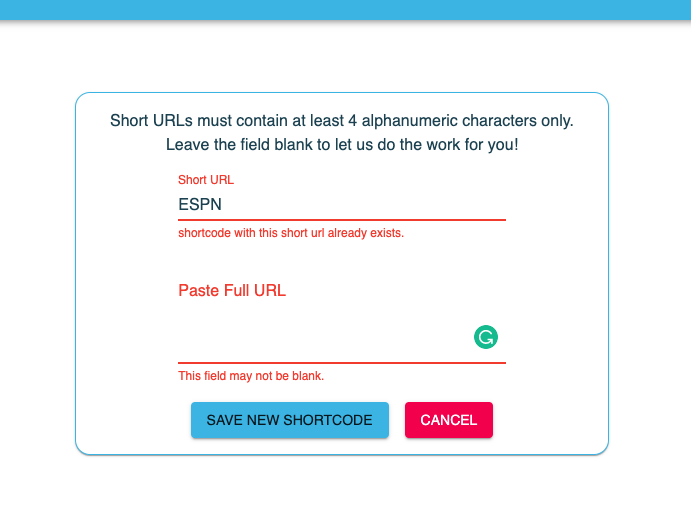 Short URLs must contain at least 4 alphanumeric characters only.
Leave the field blank to let us do the work for you!
Short URL
ESPN
shortcode with this short url already exists.
Paste Full URL
This field may not be blank.
SAVE NEW SHORTCODE
CANCEL